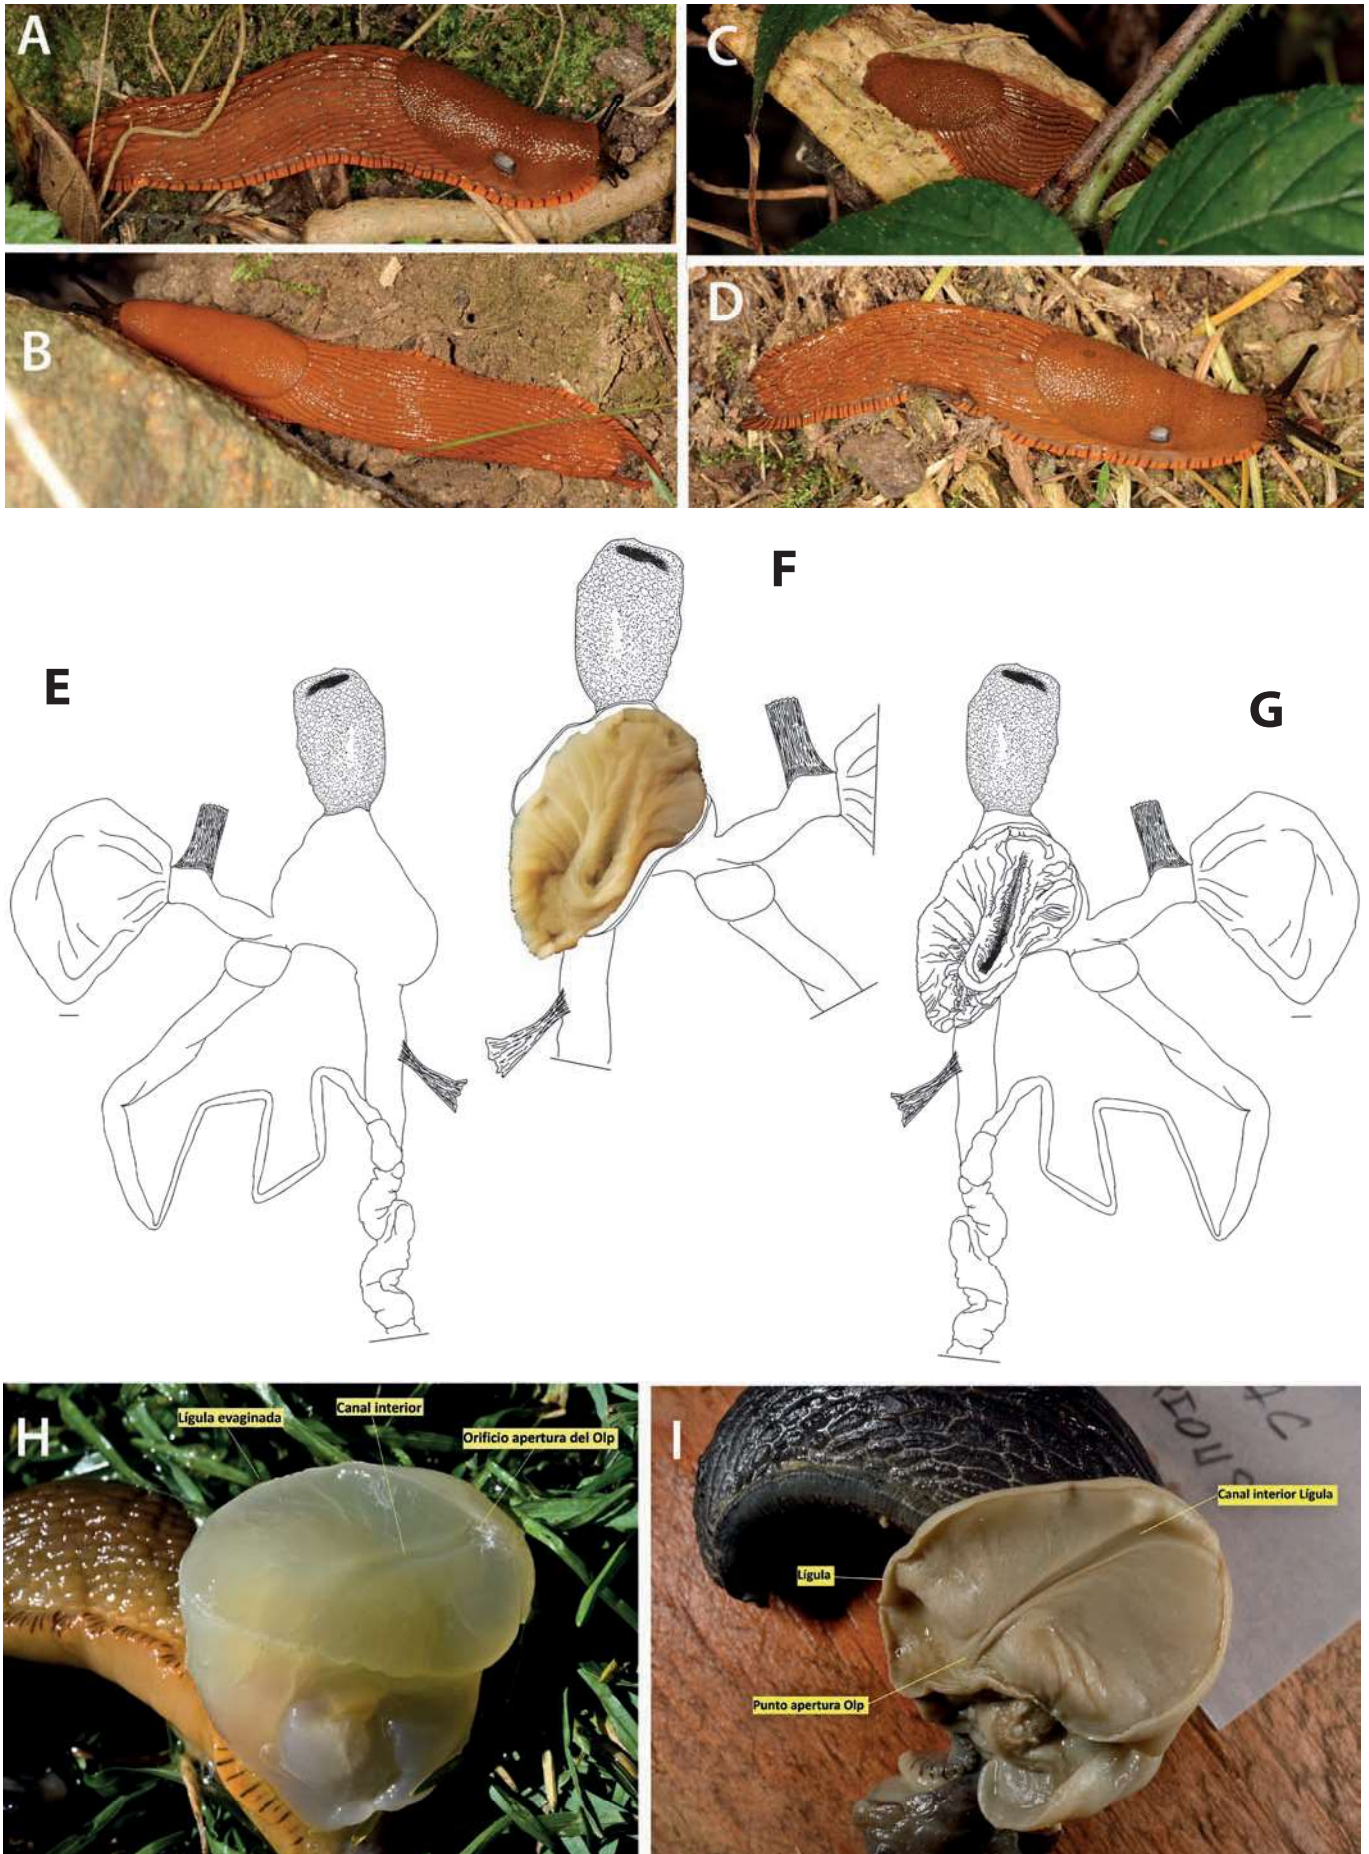 A
C
B
D
F
E
G
H
Lígula evaginada
Canal interior
Orificio apertura del Olp
I
Canal interior Lígula
Lígula
Punto apertura Olp